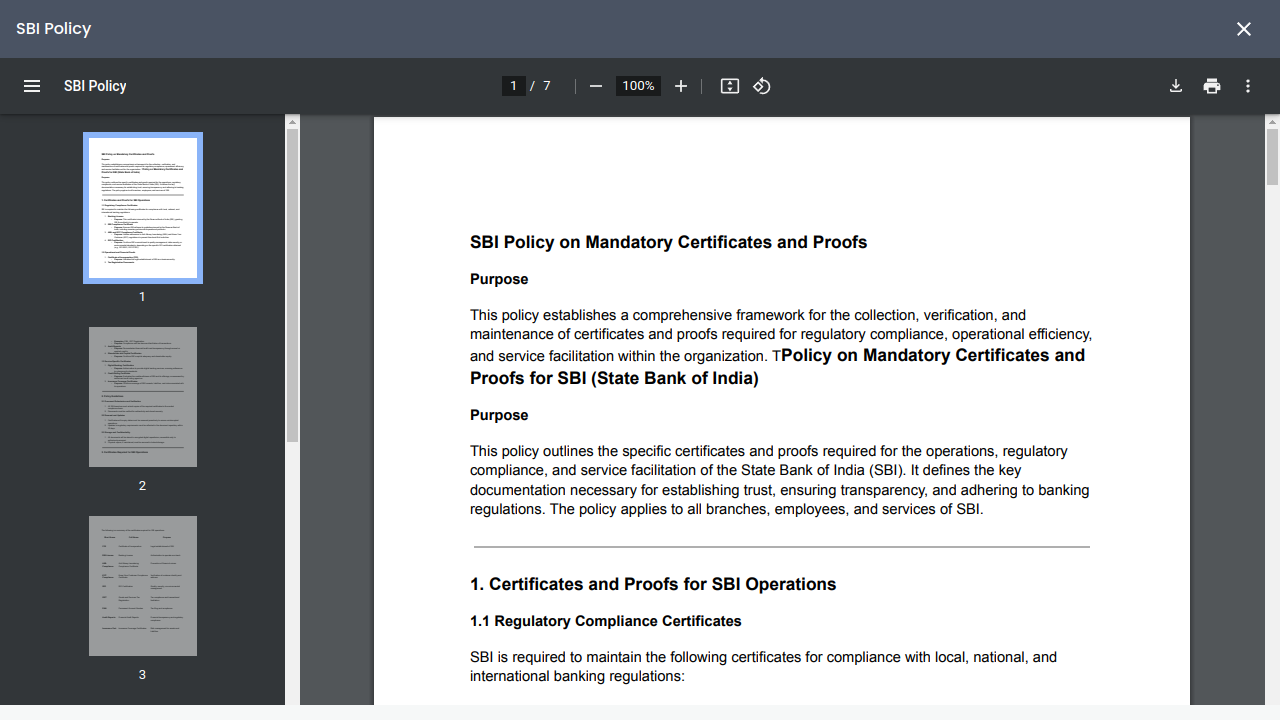 SBI Policy
SBI Policy
1 / 7
100%
1
2
3
SBI Policy on Mandatory Certificates and Proofs
Purpose
This policy establishes a comprehensive framework for the collection, verification, and
maintenance of certificates and proofs required for regulatory compliance, operational efficiency,
and service facilitation within the organization. TPolicy on Mandatory Certificates and
Proofs for SBI (State Bank of India)
Purpose
This policy outlines the specific certificates and proofs required for the operations, regulatory
compliance, and service facilitation of the State Bank of India (SBI). It defines the key
documentation necessary for establishing trust, ensuring transparency, and adhering to banking
regulations. The policy applies to all branches, employees, and services of SBI.
1. Certificates and Proofs for SBI Operations
1.1 Regulatory Compliance Certificates
SBI is required to maintain the following certificates for compliance with local, national, and
international banking regulations: